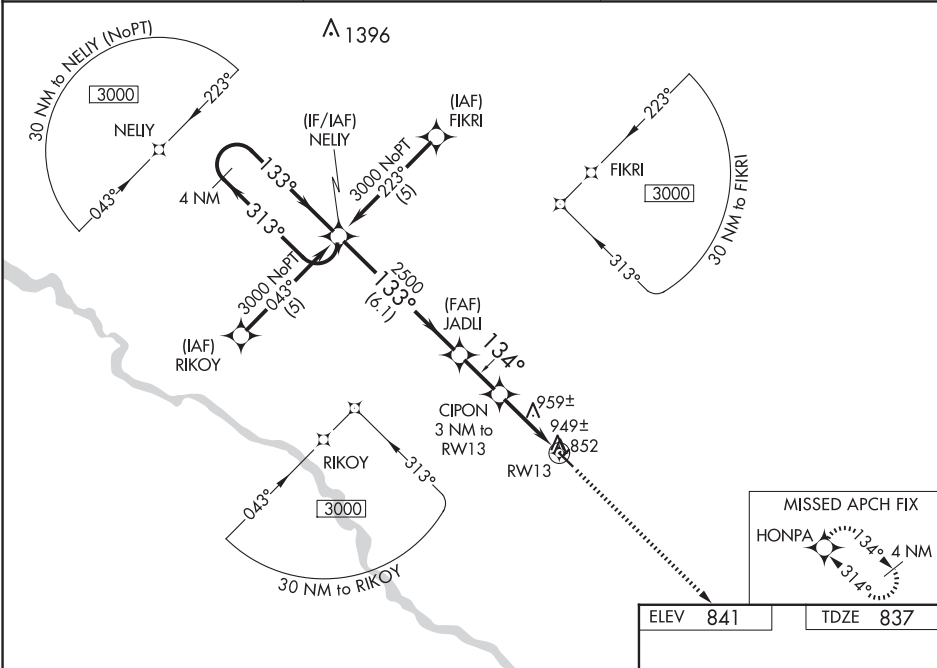 1396
30 NM to NELIY (NoPT)
3000
223°
NELIY
043°
(IF/IAF)
NELIY
(IAF)
FIKRI
3000 NoPT
223°
(5)
133°
4 NM
313°
3000 NoPT
043°
(5)
(IAF)
RIKOY
223°
FIKRI
3000
313°
30 NM to FIKRI
2500
133°
(6.1)
(FAF)
JADLI
134°
CIPON
3 NM to
RW13
959±
949±
852
RW13
RIKOY
043°
313°
3000
30 NM to RIKOY
MISSED APCH FIX
HONPA
134°
4 NM
314°
ELEV 841
TDZE 837